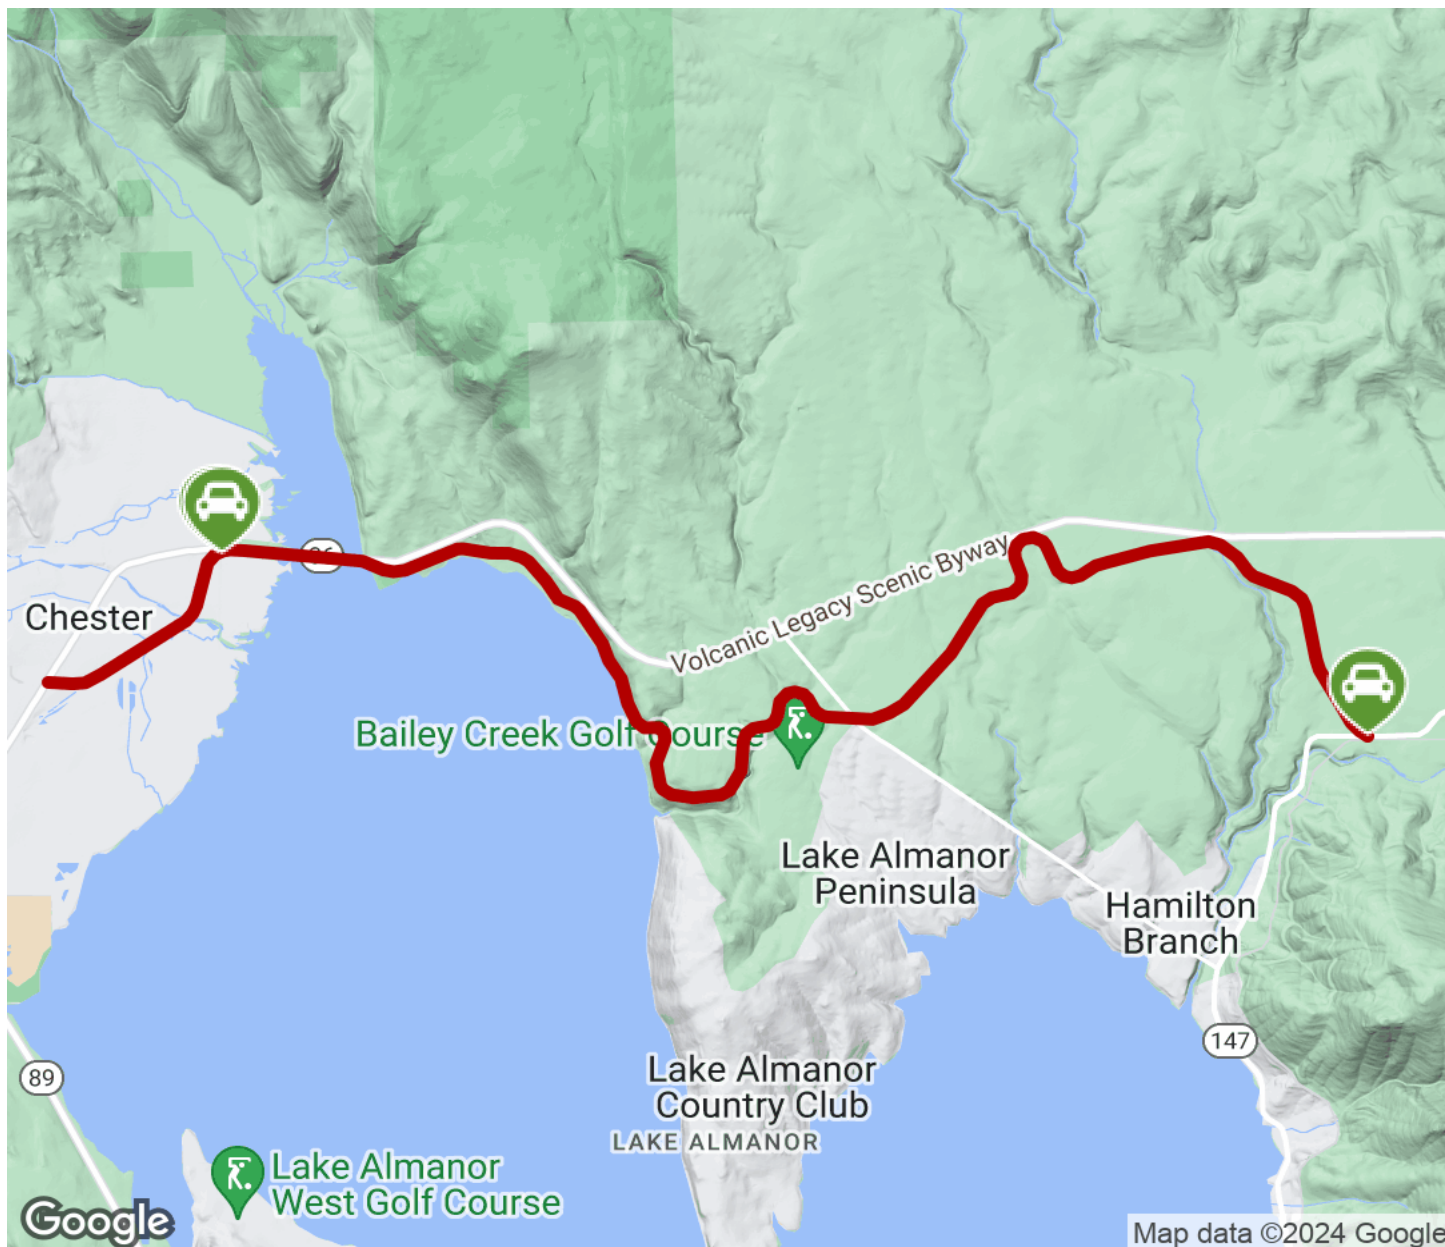 Chester
Volcanic Legacy Scenic Byway
Bailey Creek Golf Course
Lake Almanor
Peninsula
Hamilton
Branch
147
89
Lake Almanor
Country Club
LAKE ALMANOR
Lake Almanor
West Golf Course
Google
Map data ©2024 Google